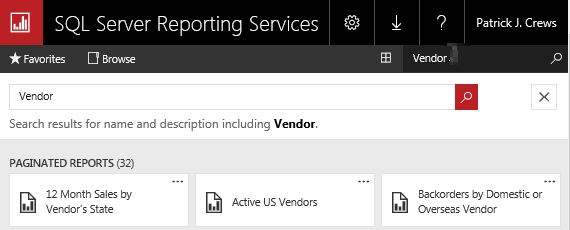 SQL Server Reporting Services
?
Patrick J. Crews
Favorites
Browse
Vendor
Vendor
Search results for name and description including Vendor.
PAGINATED REPORTS (32)
12 Month Sales by
Vendor's State
Active US Vendors
Backorders by Domestic or
Overseas Vendor